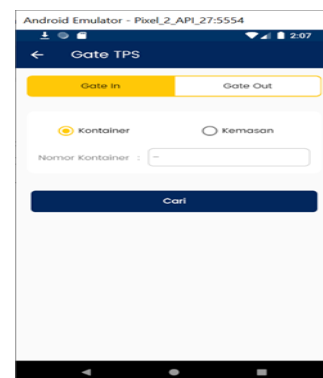 Android Emulator - Pixel_2_API_27:5554
2:07
Gate TPS
Gate In Gate Out
Kontainer Kemasan
Nomor Kontainer : -
Cari